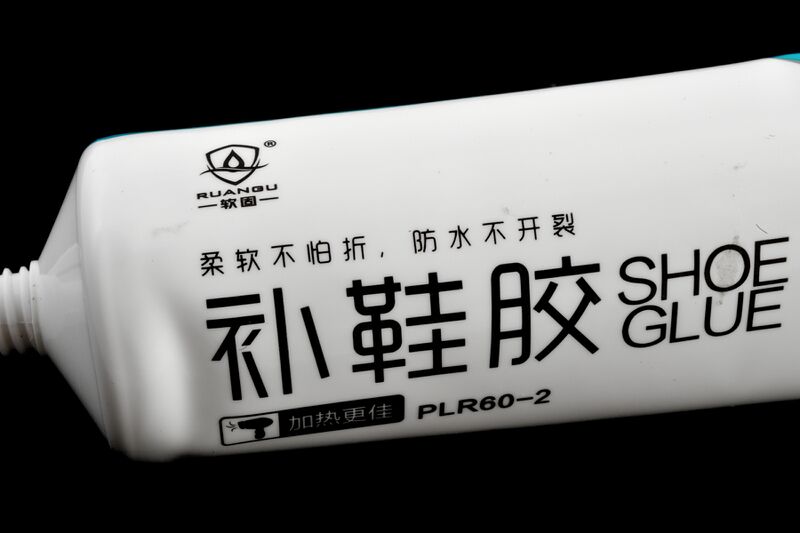 ®
RUANGU
软固
柔软不怕折，防水不开裂
补鞋胶
SHOE
GLUE
加热更佳
PLR60-2